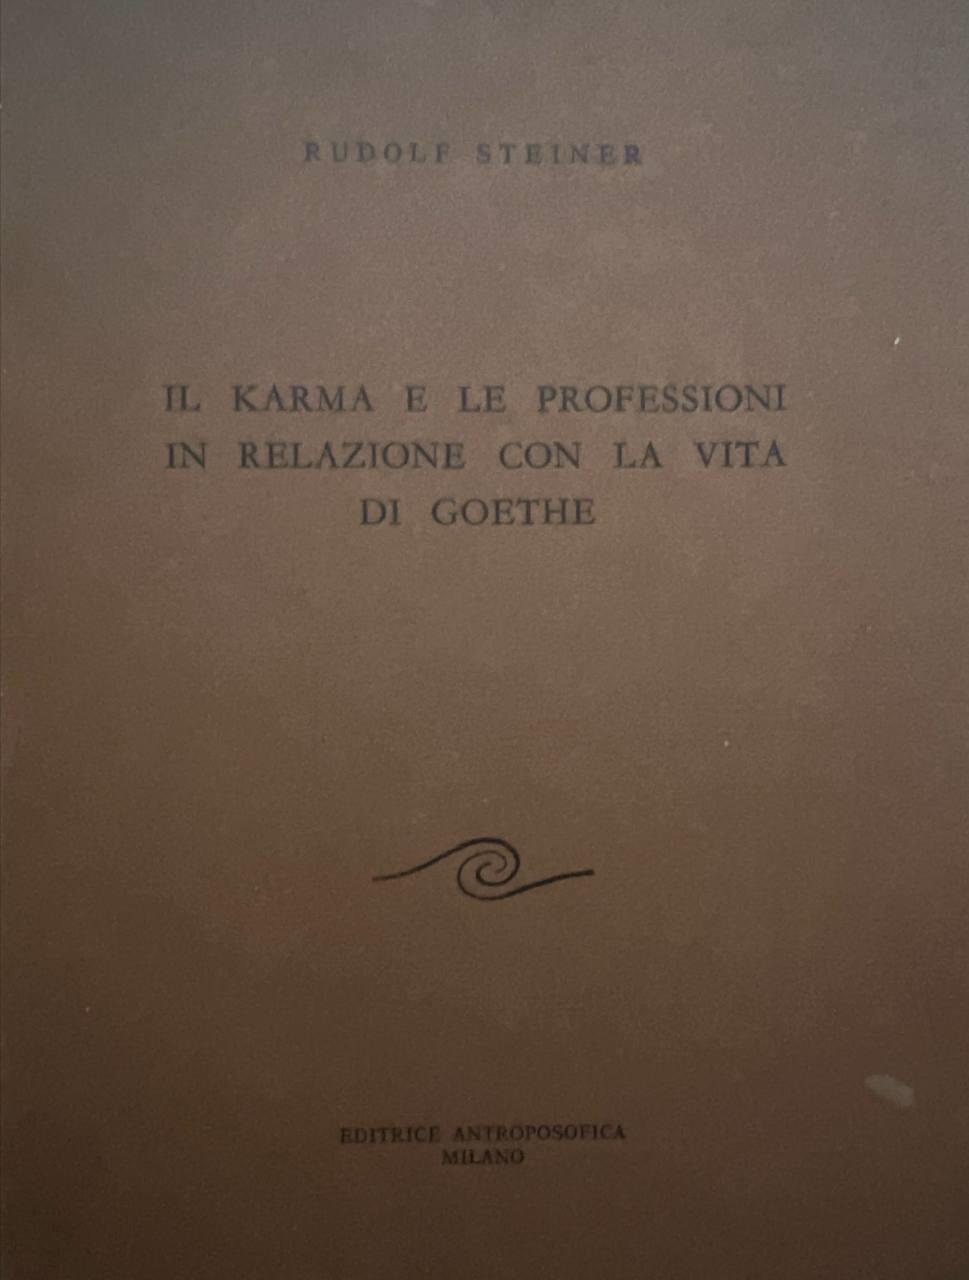 RUDOLF STEINER
IL KARMA E LE PROFESSIONI
IN RELAZIONE CON LA VITA
DI GOETHE
EDITRICE ANTROPOSOFICA
MILANO